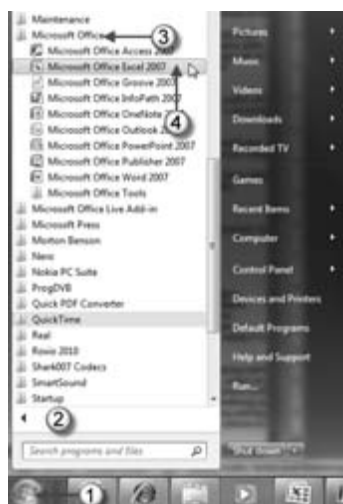 Maintenance
Microsoft Office
3
Microsoft Office Access 2007
Microsoft Office Excel 2007
Microsoft Office Groove 2007
Microsoft Office InfoPath 2007
4
Microsoft Office OneNote 2007
Microsoft Office Outlook 2007
Microsoft Office PowerPoint 2007
Microsoft Office Publisher 2007
Microsoft Office Word 2007
Microsoft Office Tools
Microsoft Office Live Add-in
Microsoft Press
Morton Benson
Nero
Nokia PC Suite
ProgDVB
Quick PDF Converter
QuickTime
Real
Roxio 2010
Shark007 Codecs
SmartSound
Startup
2
Search programs and files
1
Pictures
Music
Videos
Downloads
Recorded TV
Games
Recent Items
Computer
Control Panel
Devices and Printers
Default Programs
Help and Support
Run...
Shut down